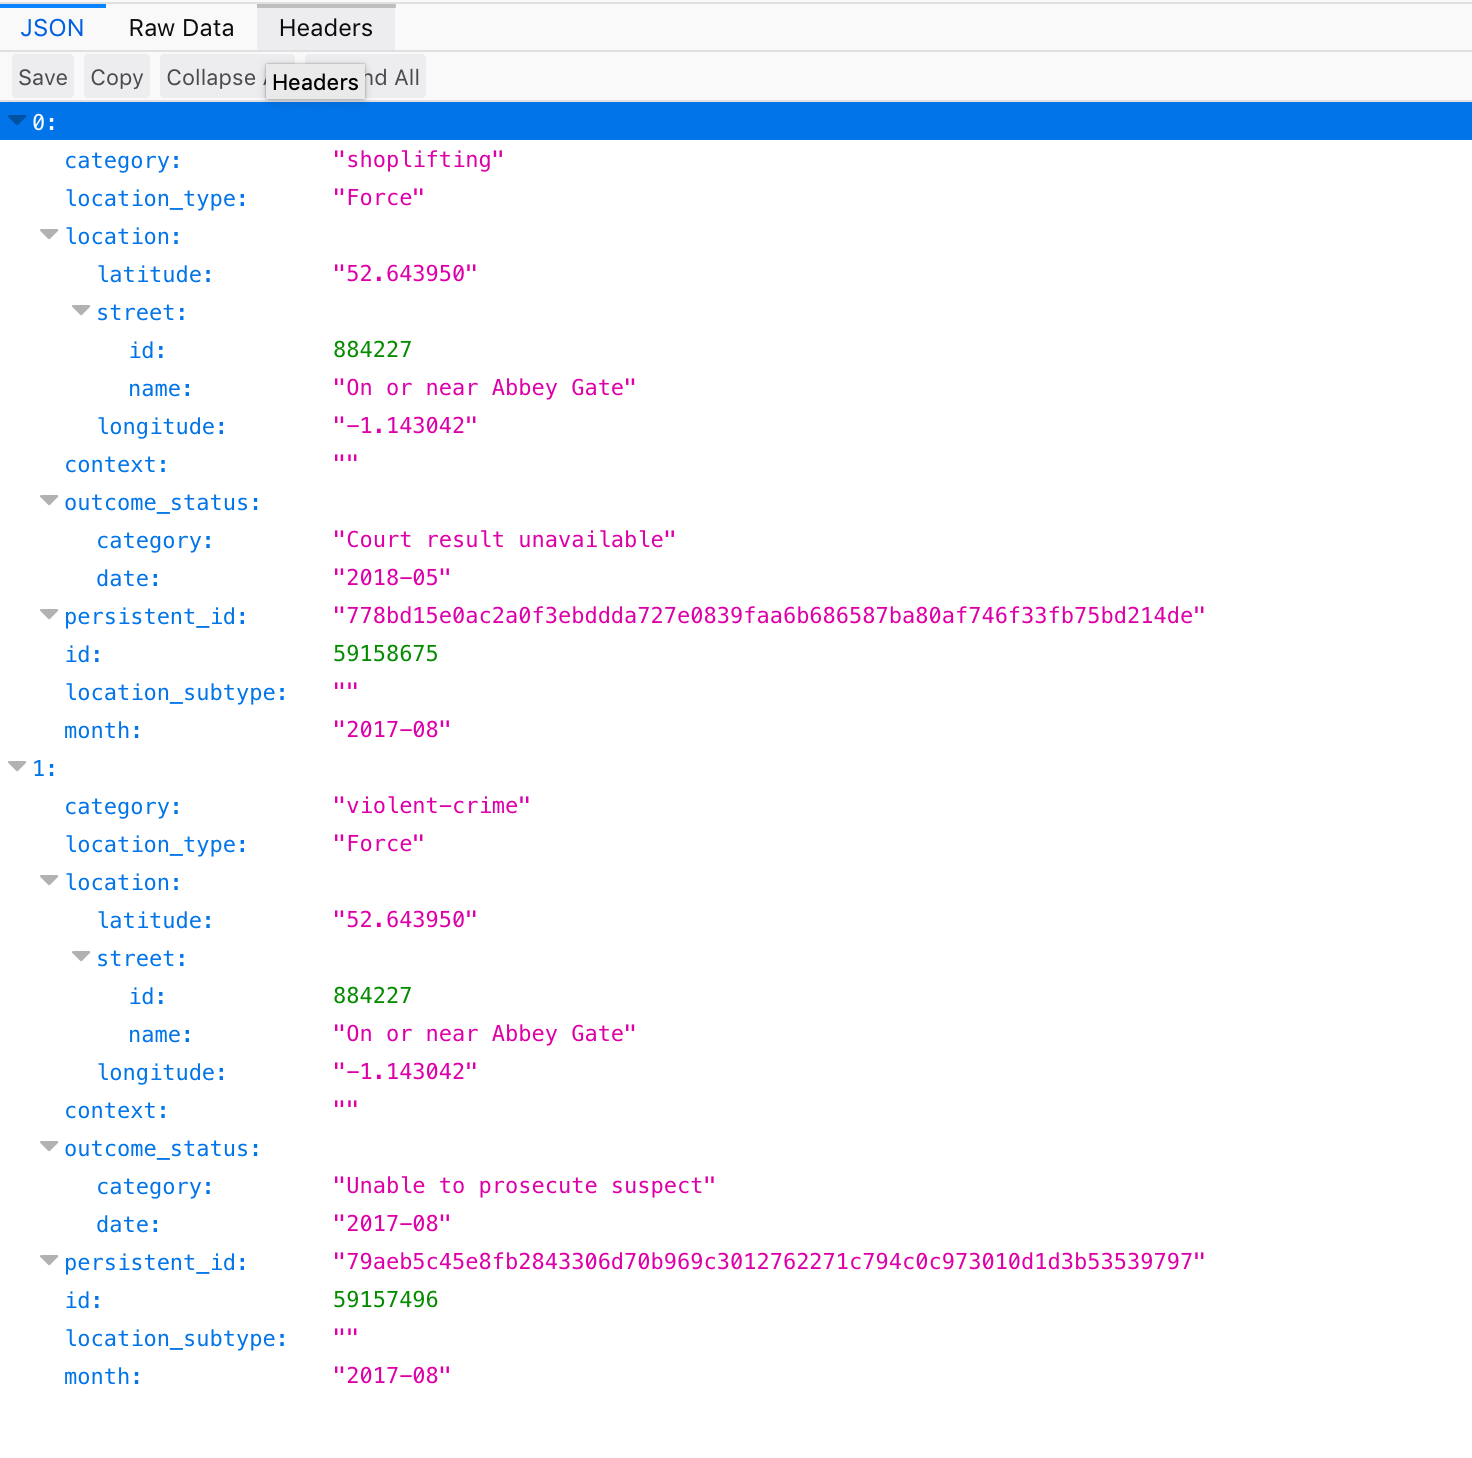 JSON Raw Data Headers
Save Copy Collapse nd All
Headers
0:
category: "shoplifting"
location_type: "Force"
location:
latitude: "52.643950"
street:
id: 884227
name: "On or near Abbey Gate"
longitude: "-1.143042"
context: ""
outcome_status:
category: "Court result unavailable"
date: "2018-05"
persistent_id: "778bd15e0ac2a0f3ebddda727e0839faa6b686587ba80af746f33fb75bd214de"
id: 59158675
location_subtype: ""
month: "2017-08"
1:
category: "violent-crime"
location_type: "Force"
location:
latitude: "52.643950"
street:
id: 884227
name: "On or near Abbey Gate"
longitude: "-1.143042"
context: ""
outcome_status:
category: "Unable to prosecute suspect"
date: "2017-08"
persistent_id: "79aeb5c45e8fb2843306d70b969c3012762271c794c0c973010d1d3b53539797"
id: 59157496
location_subtype: ""
month: "2017-08"